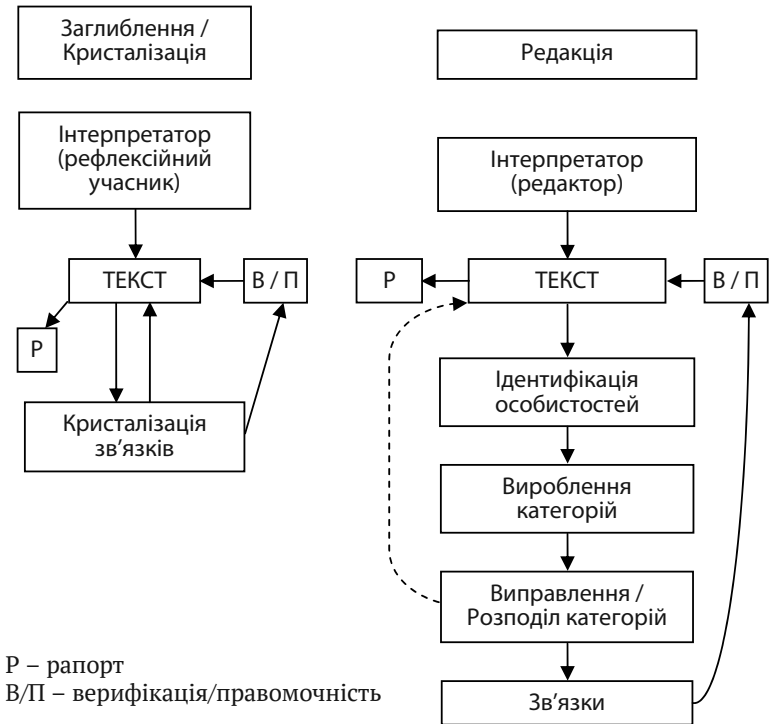 Заглиблення /
Кристалізація
Інтерпретатор
(рефлексійний
учасник)
ТЕКСТ
В / П
Р
Кристалізація
зв'язків
Редакція
Інтерпретатор
(редактор)
Р
ТЕКСТ
В / П
Ідентифікація
особистостей
Вироблення
категорій
Виправлення /
Розподіл категорій
Зв'язки
Р – рапорт
В/П – верифікація/правомочність